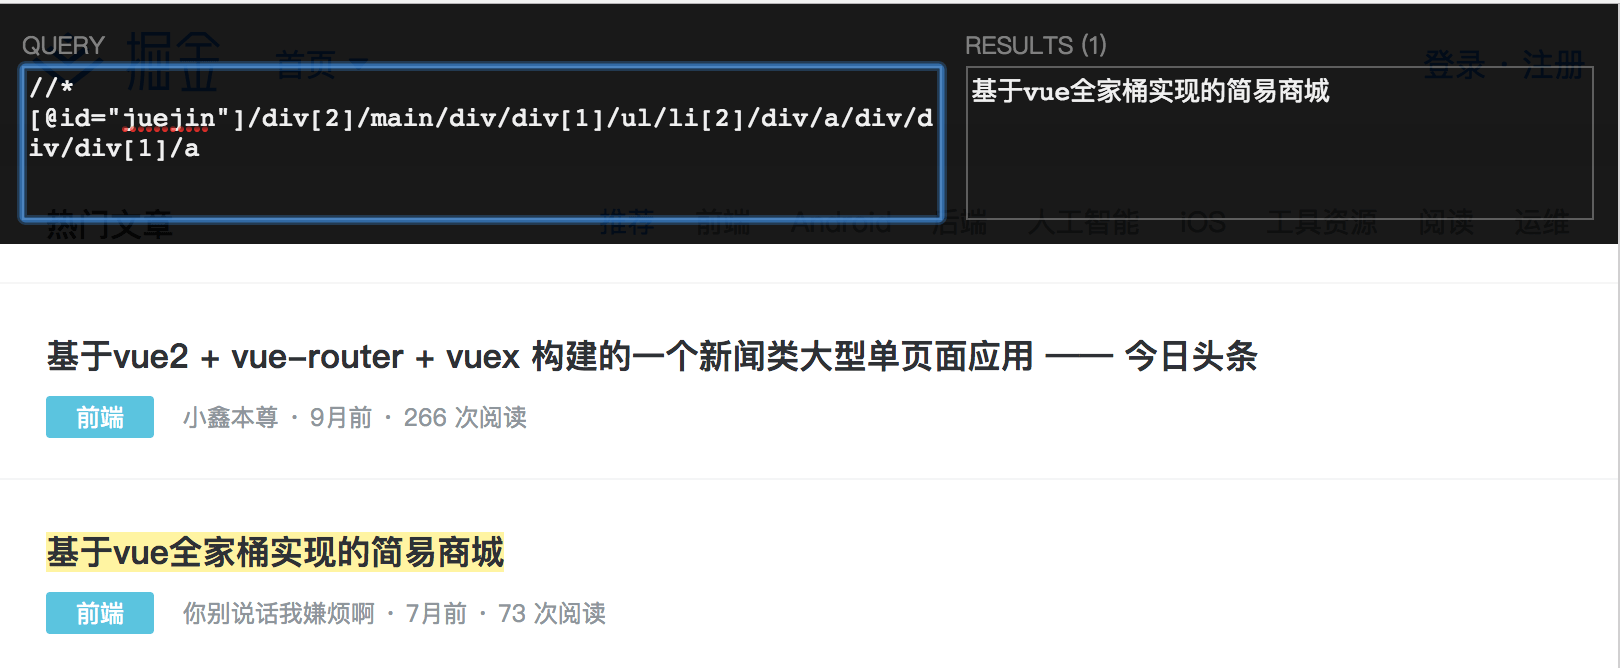 QUERY
RESULTS (1)
掘金
首页
登录 · 注册
//*
[@id="juejin"]/div[2]/main/div/div[1]/ul/li[2]/div/a/div/d
iv/div[1]/a
基于vue全家桶实现的简易商城
热门文章
推荐 前端 Android 后端 人工智能 iOS 工具资源 阅读 运维
基于vue2 + vue-router + vuex 构建的一个新闻类大型单页面应用 —— 今日头条
前端 小鑫本尊 · 9月前 · 266 次阅读
基于vue全家桶实现的简易商城
前端 你别说话我嫌烦啊 · 7月前 · 73 次阅读